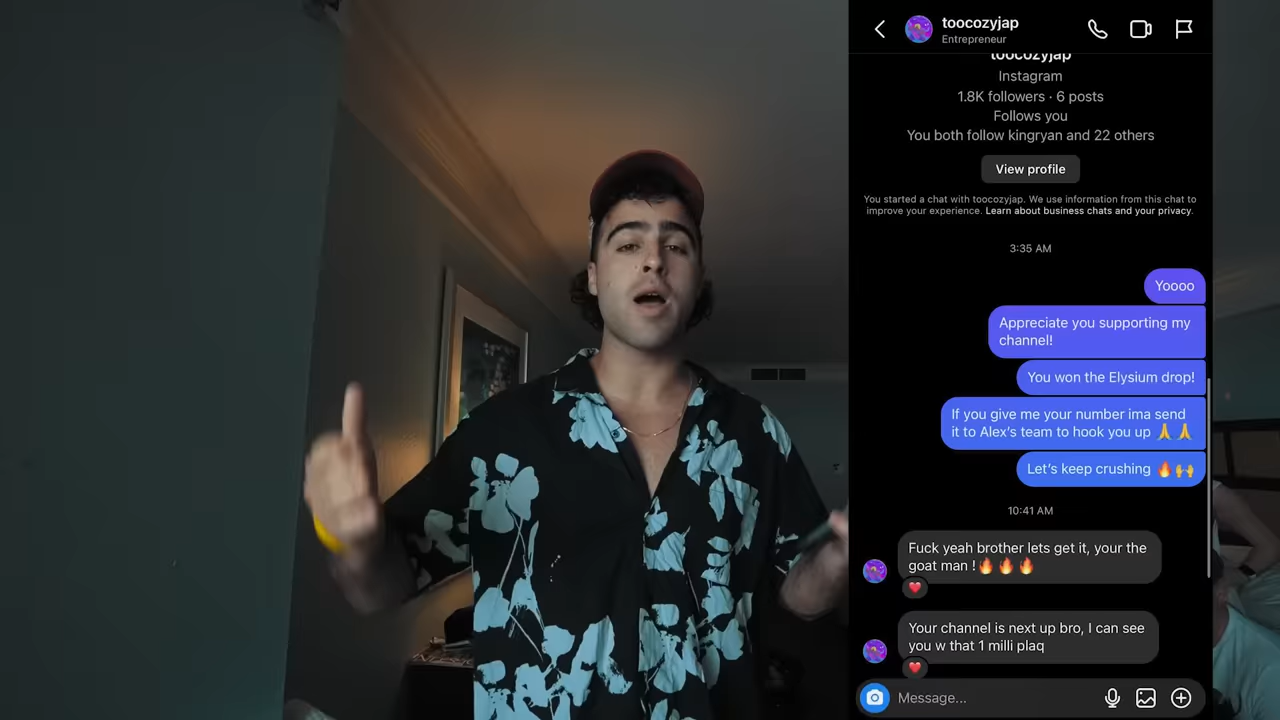 toocozyjap
Entrepreneur
toocozyjap
Instagram
1.8K followers · 6 posts
Follows you
You both follow kingryan and 22 others
View profile
You started a chat with toocozyjap. We use information from this chat to
improve your experience. Learn about business chats and your privacy.
3:35 AM
Yoooo
Appreciate you supporting my
channel!
You won the Elysium drop!
If you give me your number ima send
it to Alex's team to hook you up 🙏🙏
Let's keep crushing 🔥🙌
10:41 AM
Fuck yeah brother lets get it, your the
goat man !🔥🔥🔥
❤️
Your channel is next up bro, I can see
you w that 1 milli plaq
❤️
Message...